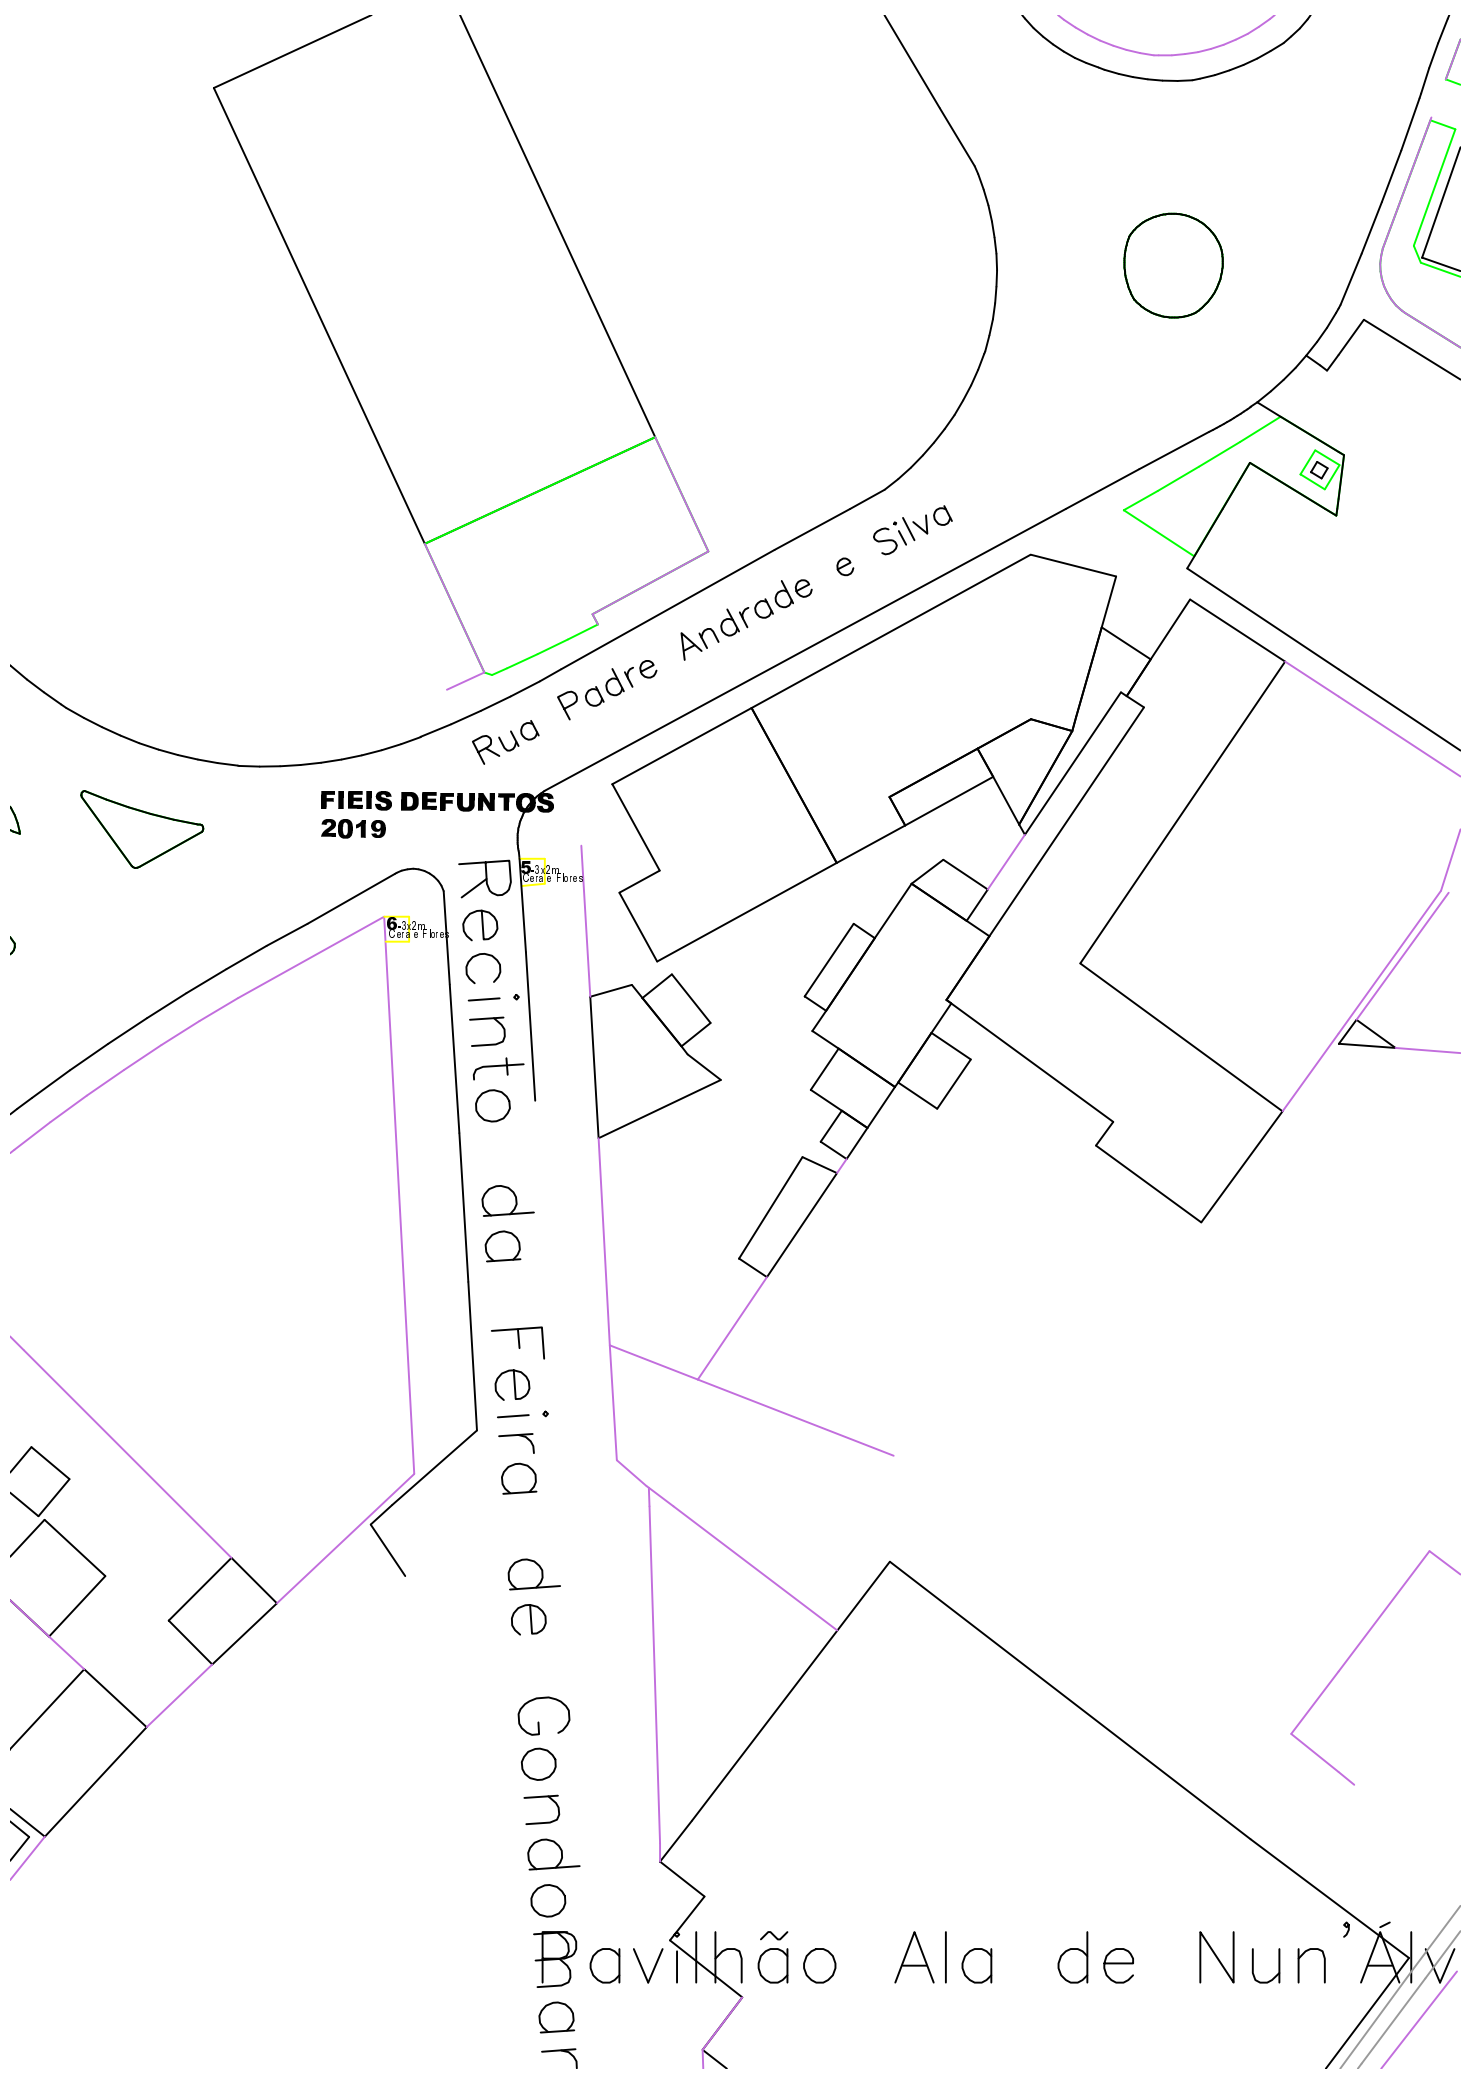 Rua Padre Andrade e Silva
FIEIS DEFUNTOS
2019
5-3x2m
Cera e Flores
6-3x2m
Cera e Flores
Recinto da Feira de Gondomar
Pavilhão Ala de Nun'Álv